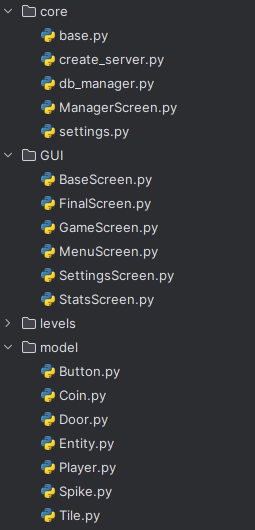 core
base.py
create_server.py
db_manager.py
ManagerScreen.py
settings.py
GUI
BaseScreen.py
FinalScreen.py
GameScreen.py
MenuScreen.py
SettingsScreen.py
StatsScreen.py
levels
model
Button.py
Coin.py
Door.py
Entity.py
Player.py
Spike.py
Tile.py